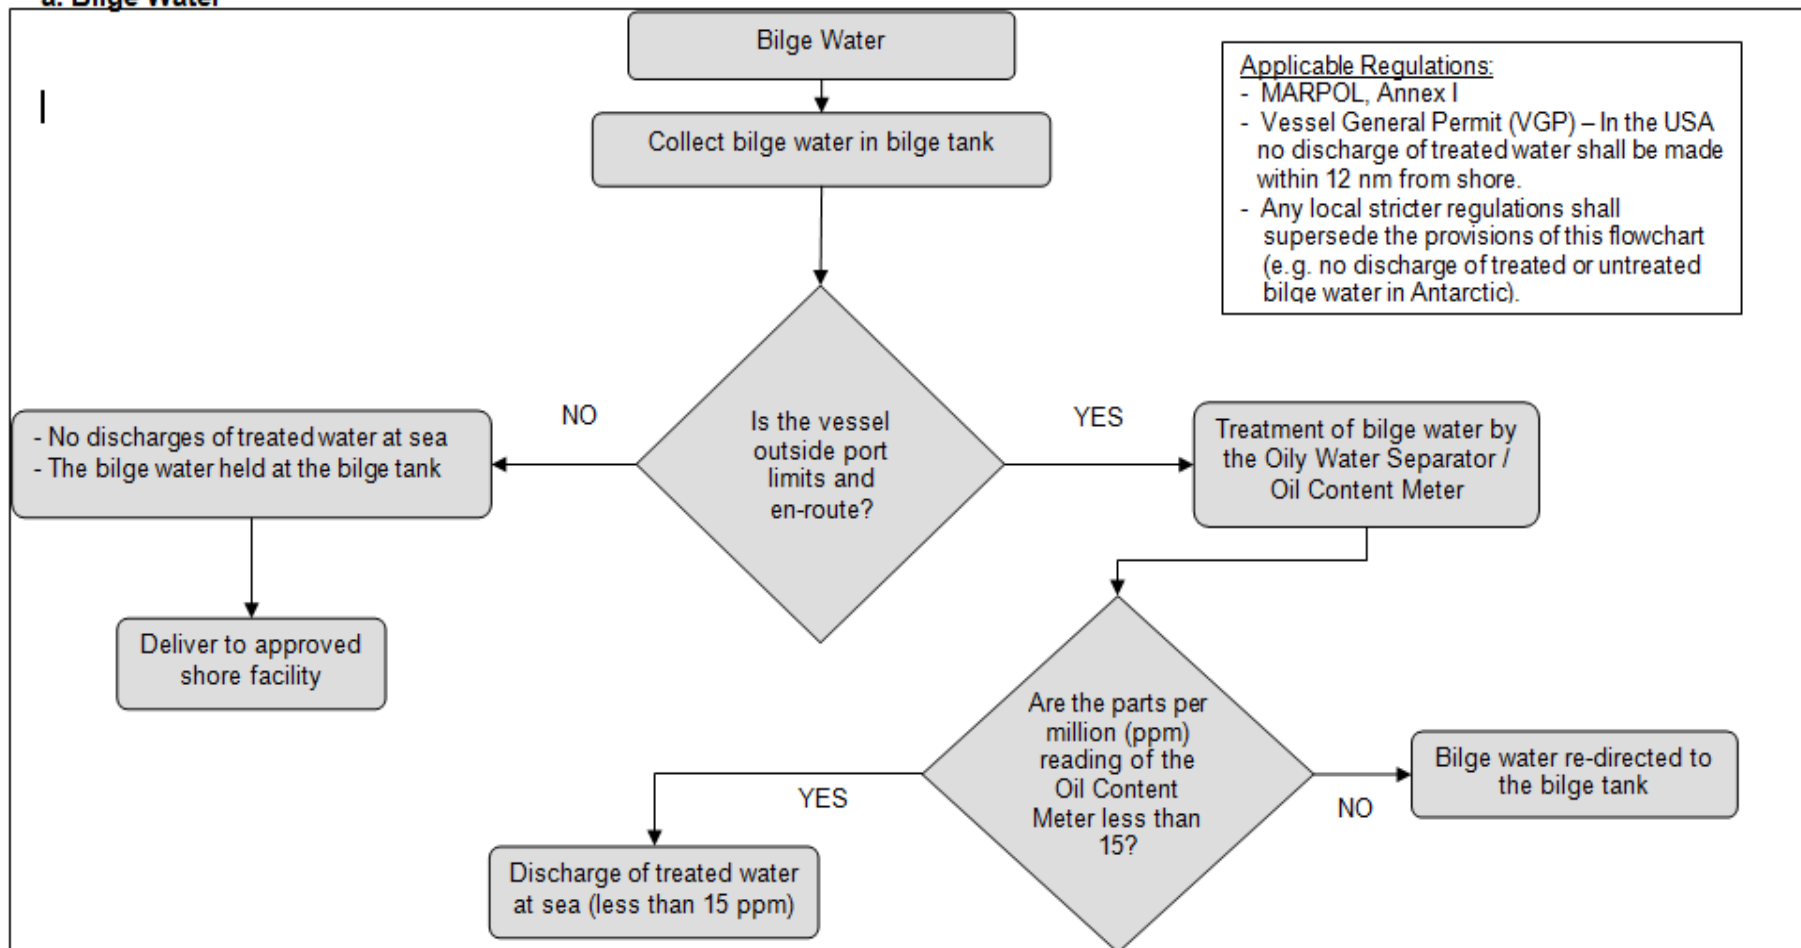 a. Bilge Water
Bilge Water
Applicable Regulations:
- MARPOL, Annex I
- Vessel General Permit (VGP) – In the USA
no discharge of treated water shall be made
within 12 nm from shore.
- Any local stricter regulations shall
supersede the provisions of this flowchart
(e.g. no discharge of treated or untreated
bilge water in Antarctic).
Collect bilge water in bilge tank
Is the vessel
outside port
limits and
en-route?
NO
YES
- No discharges of treated water at sea
- The bilge water held at the bilge tank
Treatment of bilge water by
the Oily Water Separator /
Oil Content Meter
Deliver to approved
shore facility
Are the parts per
million (ppm)
reading of the
Oil Content
Meter less than
15?
YES
NO
Bilge water re-directed to
the bilge tank
Discharge of treated water
at sea (less than 15 ppm)